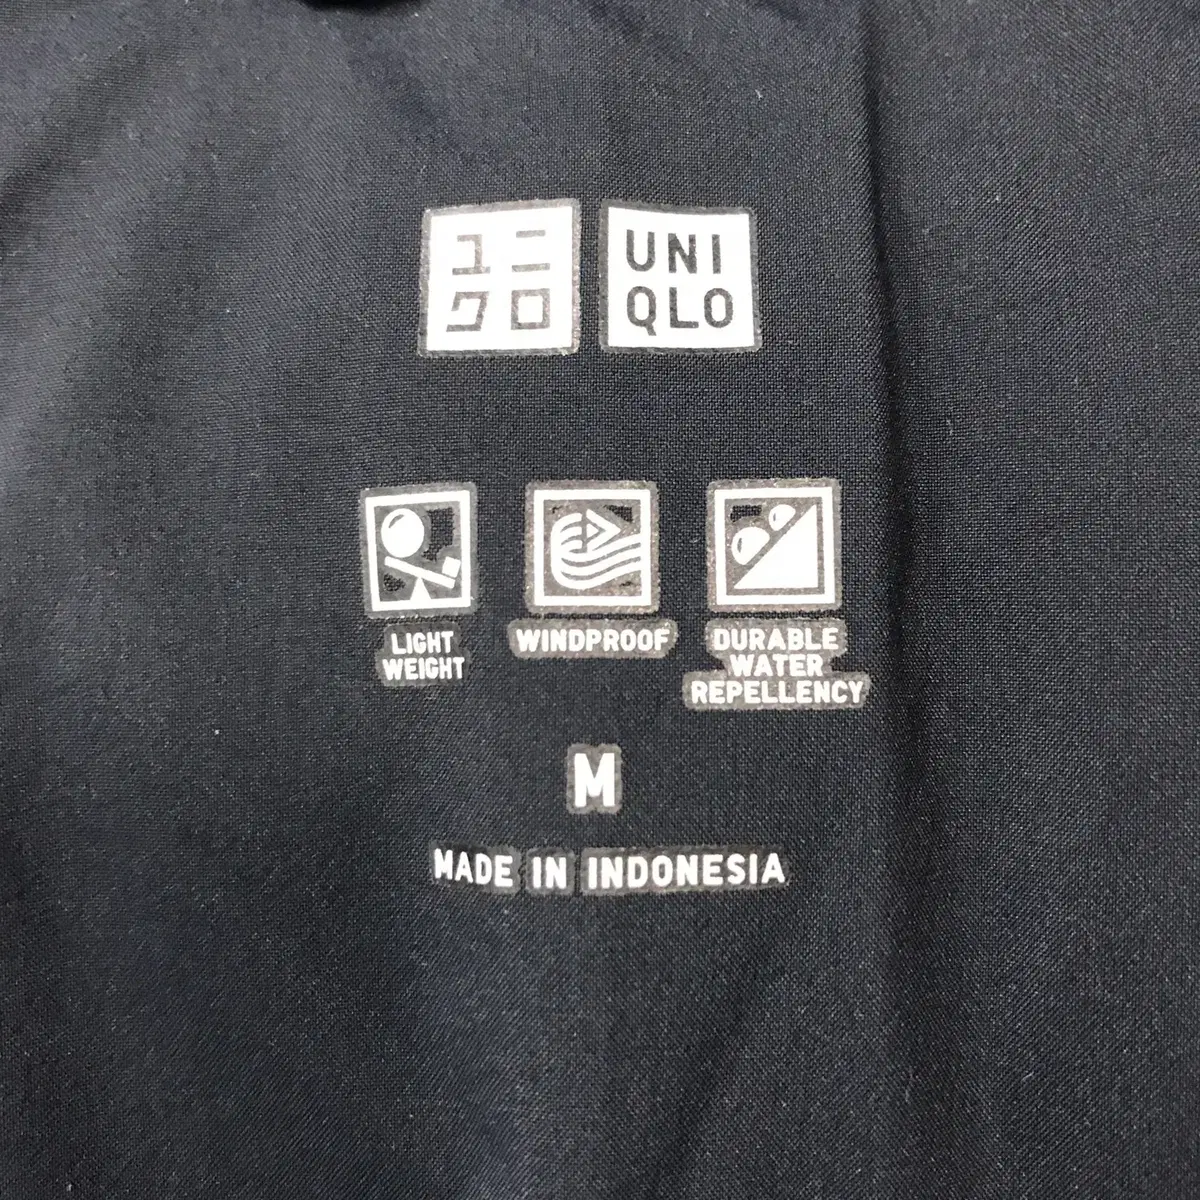 ユニ
クロ
UNI
QLO
LIGHT
WEIGHT
WINDPROOF
DURABLE
WATER
REPELLENCY
M
MADE IN INDONESIA